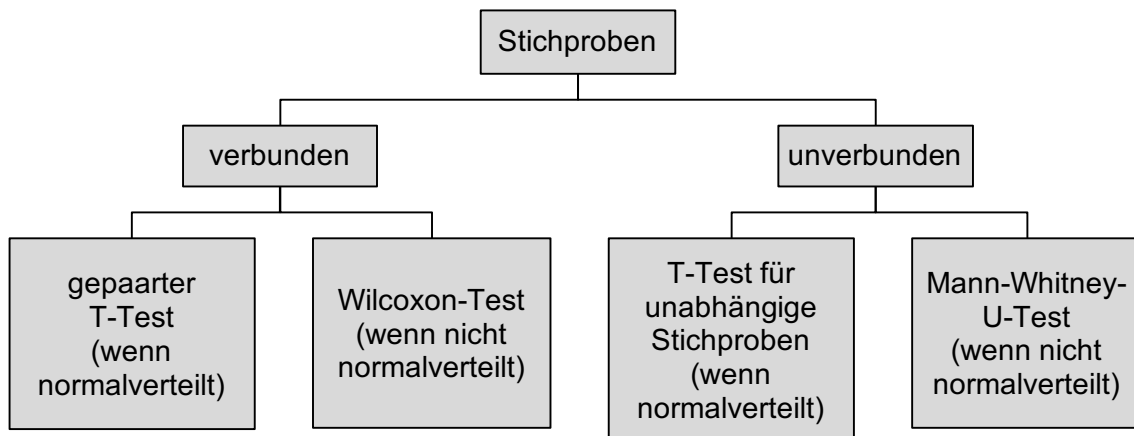 Stichproben
verbunden
unverbunden
gepaarter
T-Test
(wenn
normalverteilt)
Wilcoxon-Test
(wenn nicht
normalverteilt)
T-Test für
unabhängige
Stichproben
(wenn
normalverteilt)
Mann-Whitney-
U-Test
(wenn nicht
normalverteilt)